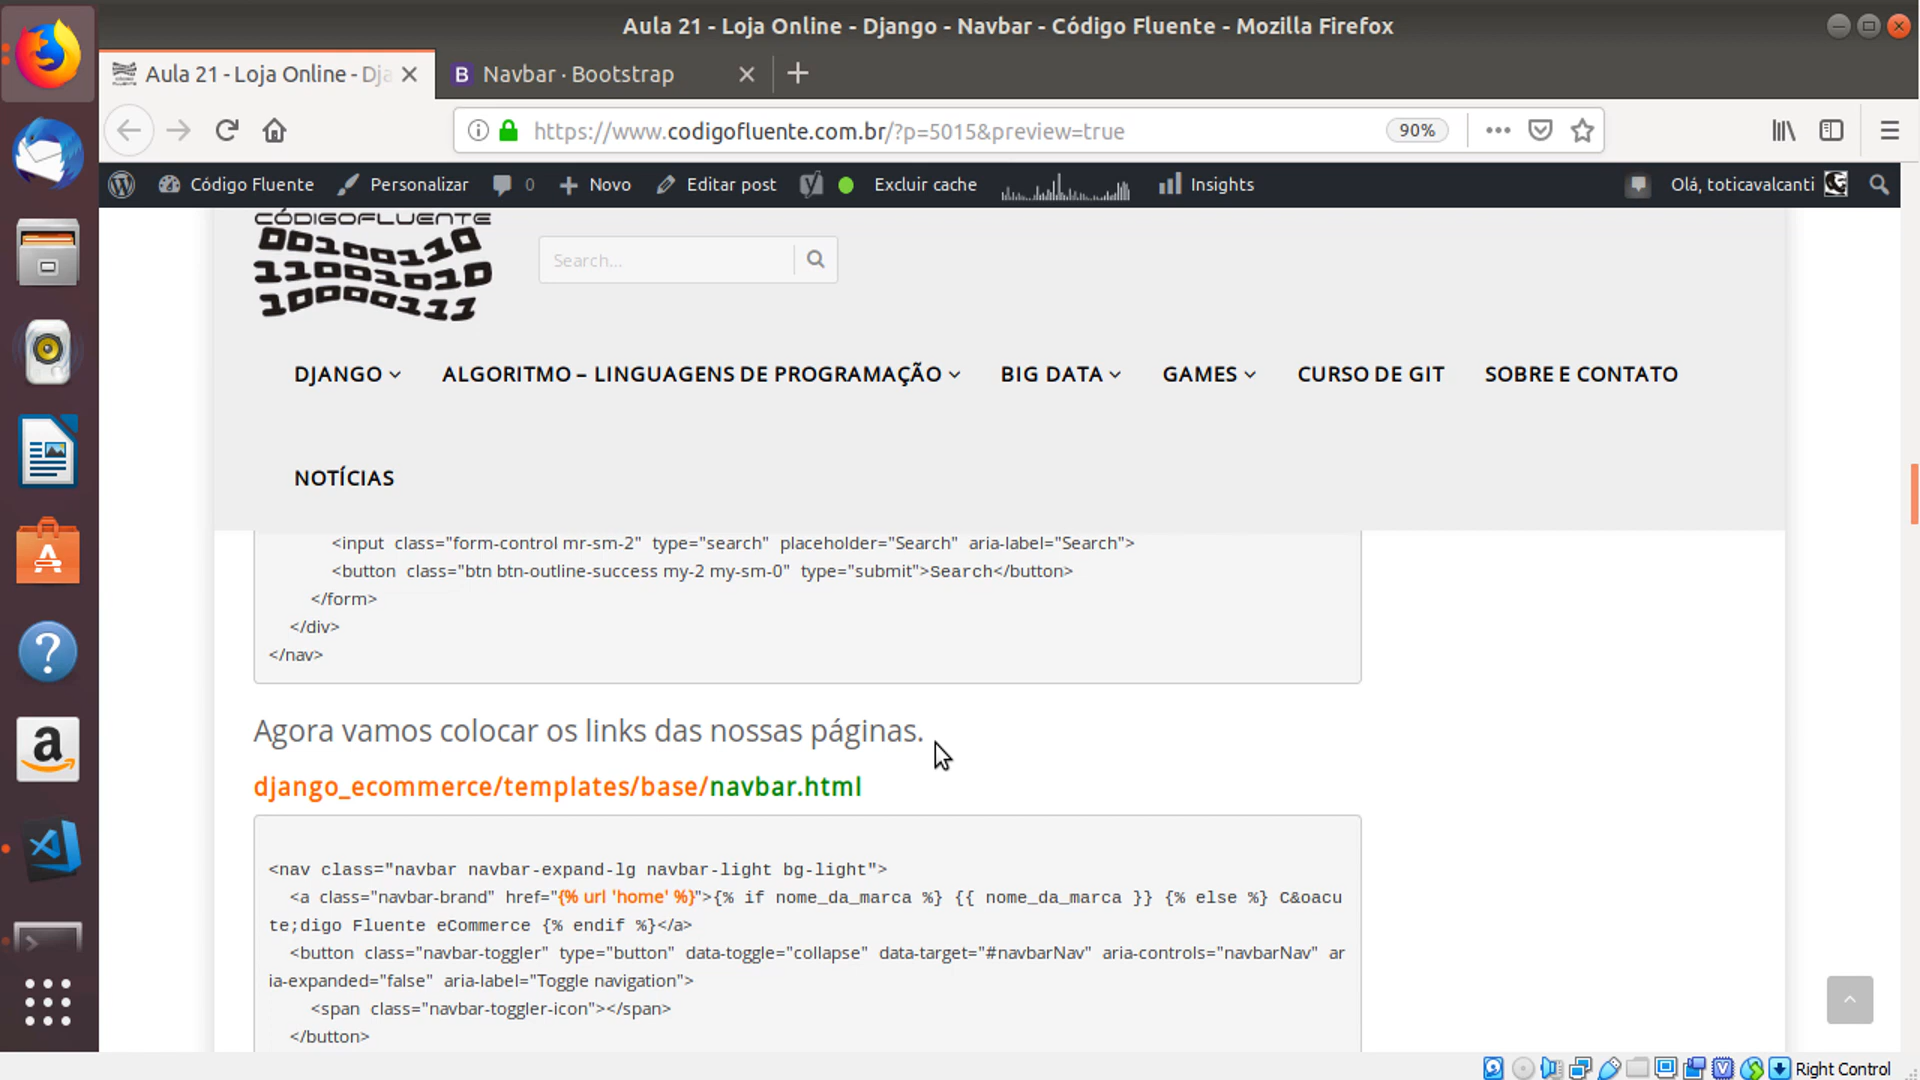 Aula 21 - Loja Online - Django - Navbar - Código Fluente - Mozilla Firefox
Aula 21 - Loja Online - Dja
Navbar · Bootstrap
https://www.codigofluente.com.br/?p=5015&preview=true
90%
Código Fluente
Personalizar
0
Novo
Editar post
Excluir cache
Insights
Olá, toticavalcanti
CÓDIGOFLUENTE
00100110
11001010
10000111
Search...
DJANGO
ALGORITMO – LINGUAGENS DE PROGRAMAÇÃO
BIG DATA
GAMES
CURSO DE GIT
SOBRE E CONTATO
NOTÍCIAS
<input class="form-control mr-sm-2" type="search" placeholder="Search" aria-label="Search">
<button class="btn btn-outline-success my-2 my-sm-0" type="submit">Search</button>
</form>
</div>
</nav>
Agora vamos colocar os links das nossas páginas.
django_ecommerce/templates/base/navbar.html
<nav class="navbar navbar-expand-lg navbar-light bg-light">
<a class="navbar-brand" href="{% url 'home' %}">{% if nome_da_marca %} {{ nome_da_marca }} {% else %} C&oacu
te;digo Fluente eCommerce {% endif %}</a>
<button class="navbar-toggler" type="button" data-toggle="collapse" data-target="#navbarNav" aria-controls="navbarNav" ar
ia-expanded="false" aria-label="Toggle navigation">
<span class="navbar-toggler-icon"></span>
</button>
Right Control